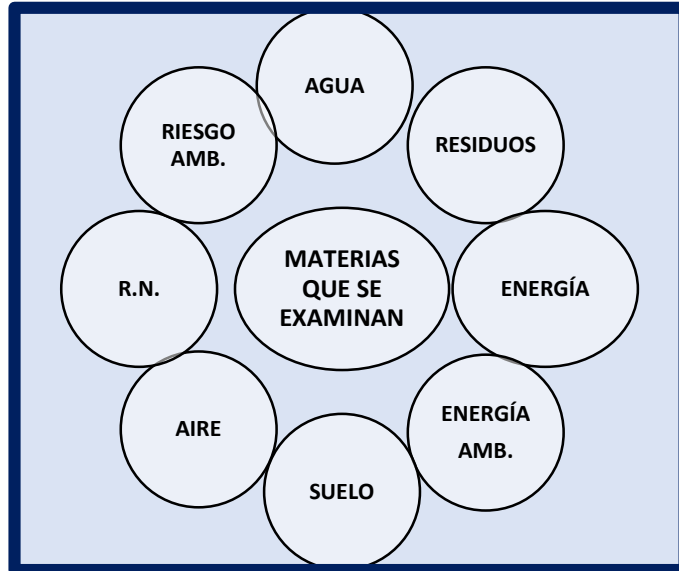 AGUA
RIESGO
AMB.
RESIDUOS
R.N.
MATERIAS
QUE SE
EXAMINAN
ENERGÍA
AIRE
ENERGÍA
AMB.
SUELO